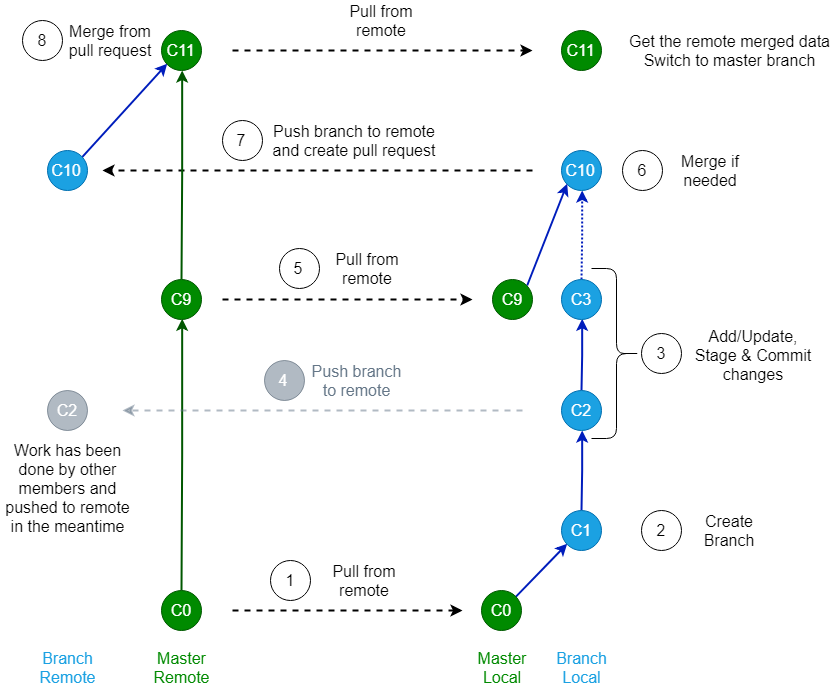 8
Merge from
pull request
C11
Pull from
remote
C11
Get the remote merged data
Switch to master branch
7
Push branch to remote
and create pull request
C10
C10
6
Merge if
needed
5
Pull from
remote
C9
C9
C3
Add/Update,
Stage & Commit
changes
3
4
Push branch
to remote
C2
C2
Work has been
done by other
members and
pushed to remote
in the meantime
C1
2
Create
Branch
1
Pull from
remote
C0
C0
Branch
Remote
Master
Remote
Master
Local
Branch
Local